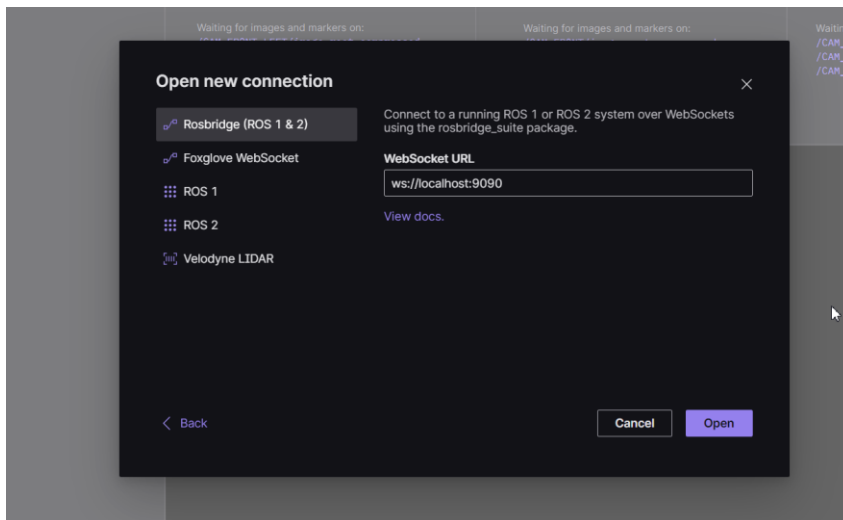 Waiting for images and markers on:
Waiting for images and markers on:
/CAM_
/CAM_
/CAM_
Open new connection
Rosbridge (ROS 1 & 2)
Foxglove WebSocket
ROS 1
ROS 2
Velodyne LIDAR
Connect to a running ROS 1 or ROS 2 system over WebSockets
using the rosbridge_suite package.
WebSocket URL
ws://localhost:9090
View docs.
Back
Cancel
Open